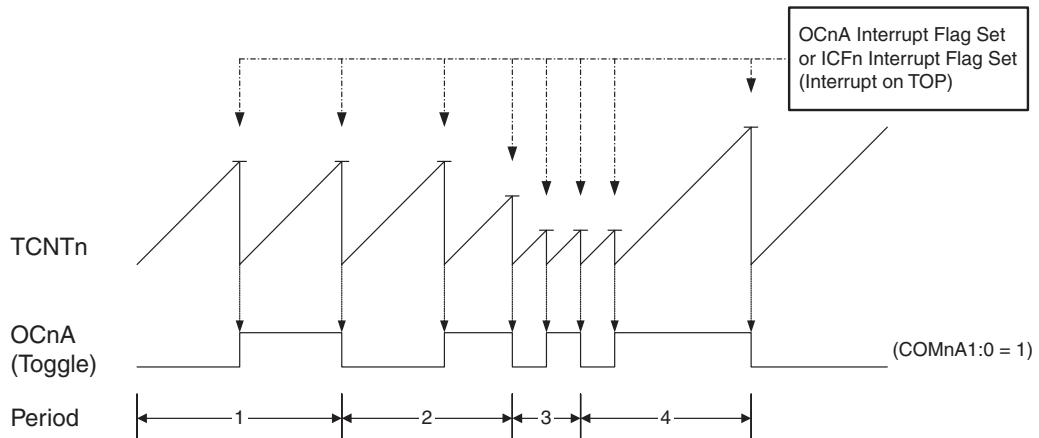 OCnA Interrupt Flag Set
or ICFn Interrupt Flag Set
(Interrupt on TOP)
TCNTn
OCnA
(Toggle)
(COMnA1:0 = 1)
Period
1
2
3
4